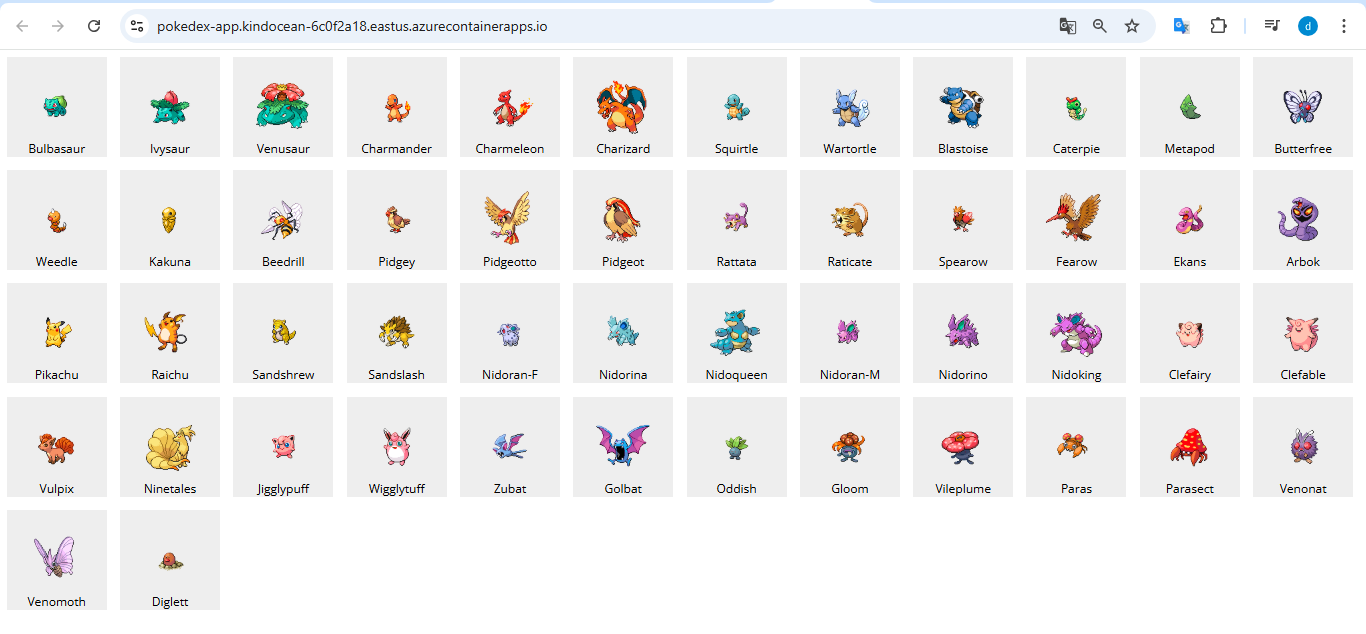 pokedex-app.kindocean-6c0f2a18.eastus.azurecontainerapps.io
d
Bulbasaur Ivysaur Venusaur Charmander Charmeleon Charizard Squirtle Wartortle Blastoise Caterpie Metapod Butterfree
Weedle Kakuna Beedrill Pidgey Pidgeotto Pidgeot Rattata Raticate Spearow Fearow Ekans Arbok
Pikachu Raichu Sandshrew Sandslash Nidoran-F Nidorina Nidoqueen Nidoran-M Nidorino Nidoking Clefairy Clefable
Vulpix Ninetales Jigglypuff Wigglytuff Zubat Golbat Oddish Gloom Vileplume Paras Parasect Venonat
Venomoth Diglett